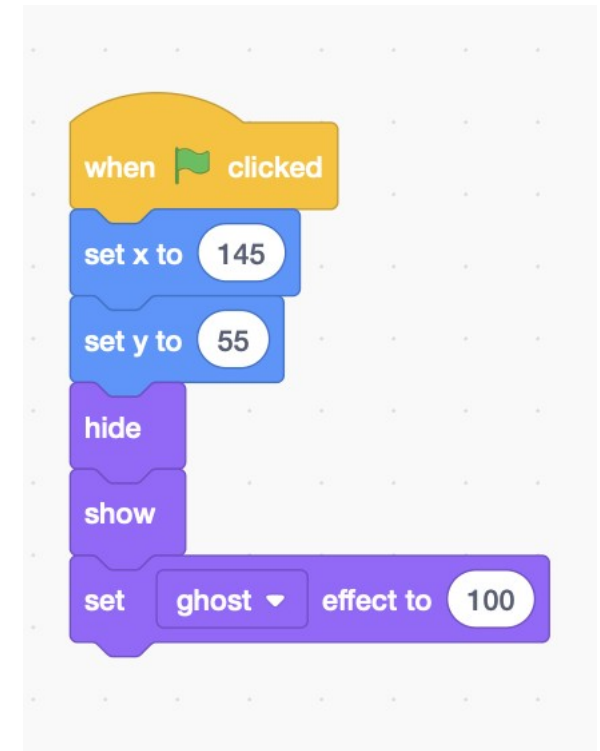 when clicked
set x to 145
set y to 55
hide
show
set ghost effect to 100